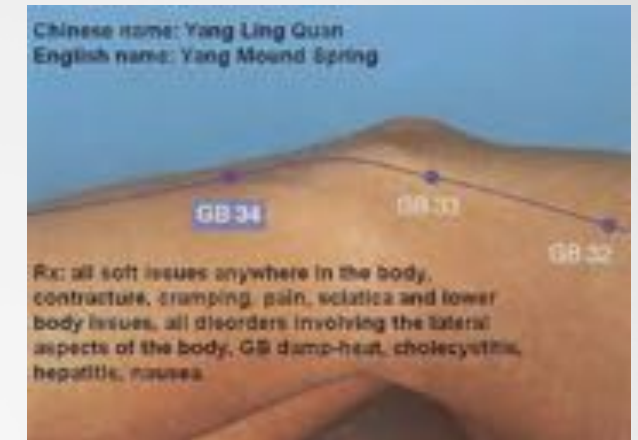 Chinese name: Yang Ling Quan
English name: Yang Mound Spring
GB 34
GB 33
GB 32
Rx: all soft issues anywhere in the body,
contracture, cramping, pain, sciatica and lower
body issues, all disorders involving the lateral
aspects of the body, GB damp-heat, cholecystitis,
hepatitis, nausea